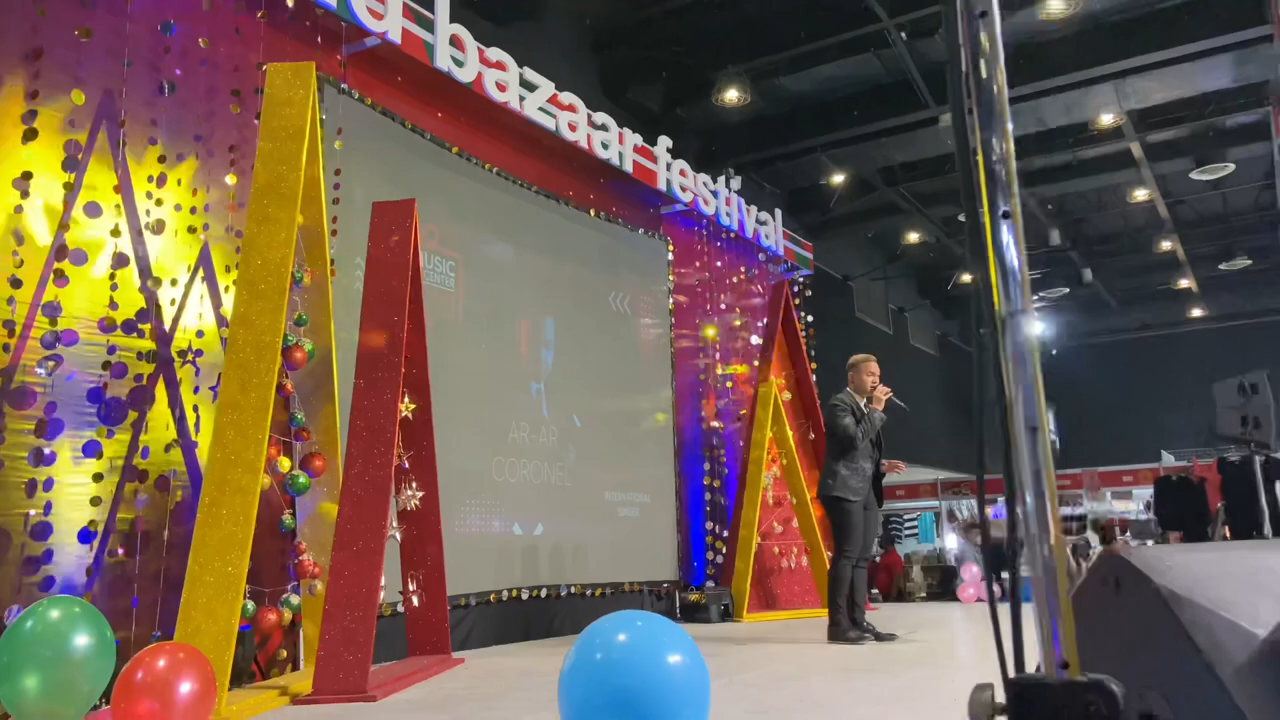 bazaar festival
MUSIC
CENTER
AR-AR
CORONEL
INTERNATIONAL
SINGER